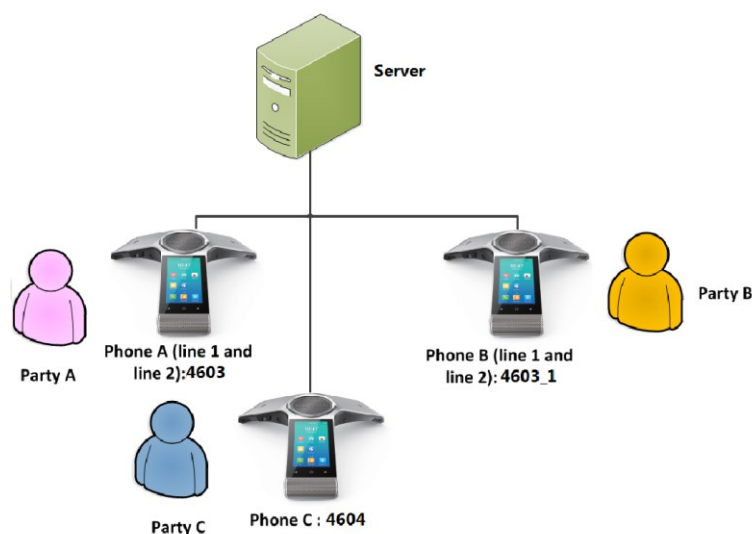 Server
Party A
Phone A (line 1 and
line 2):4603
Phone B (line 1 and
line 2): 4603_1
Party B
Party C
Phone C : 4604